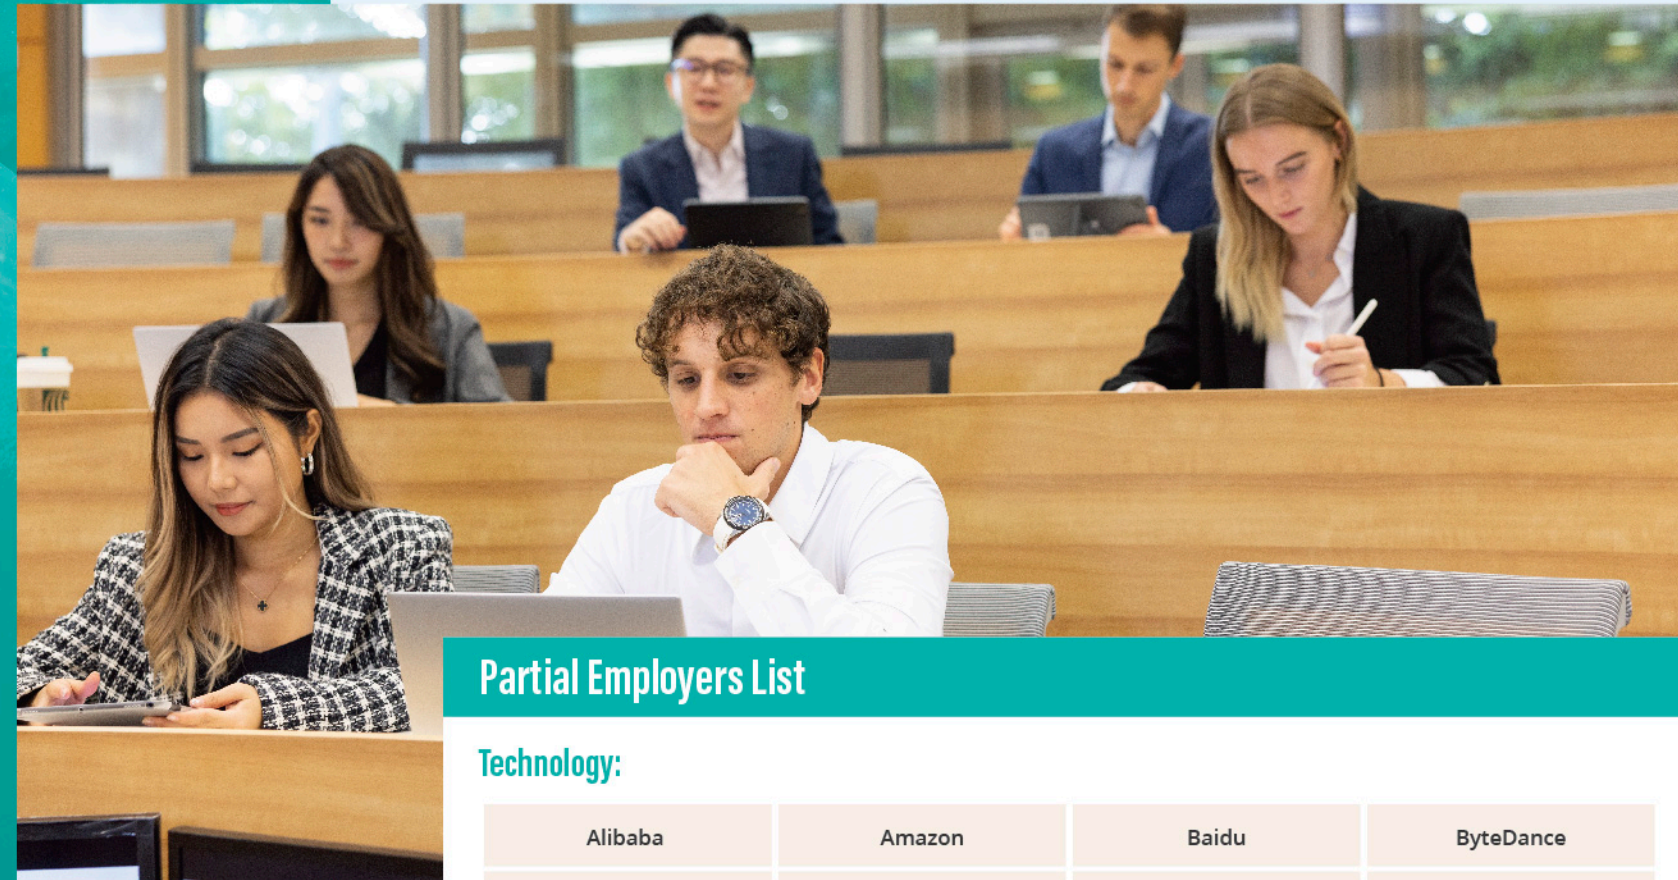 Partial Employers List
Technology:
Alibaba
Amazon
Baidu
ByteDance